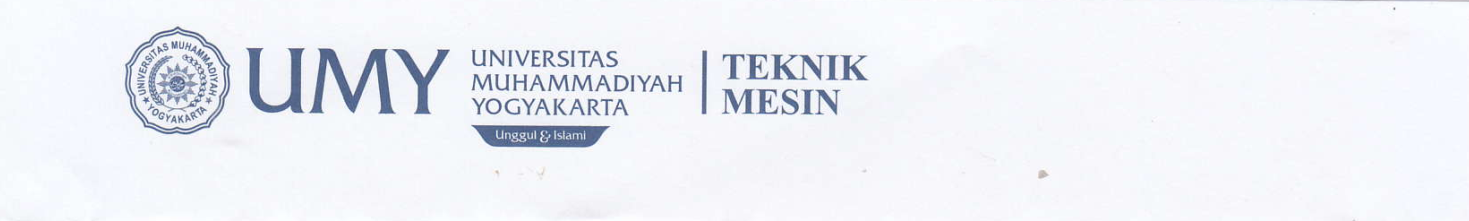 UNIVERSITAS MUHAMMADIYAH
YOGYAKARTA
UMY
UNIVERSITAS
MUHAMMADIYAH
YOGYAKARTA
Unggul & Islami
TEKNIK
MESIN